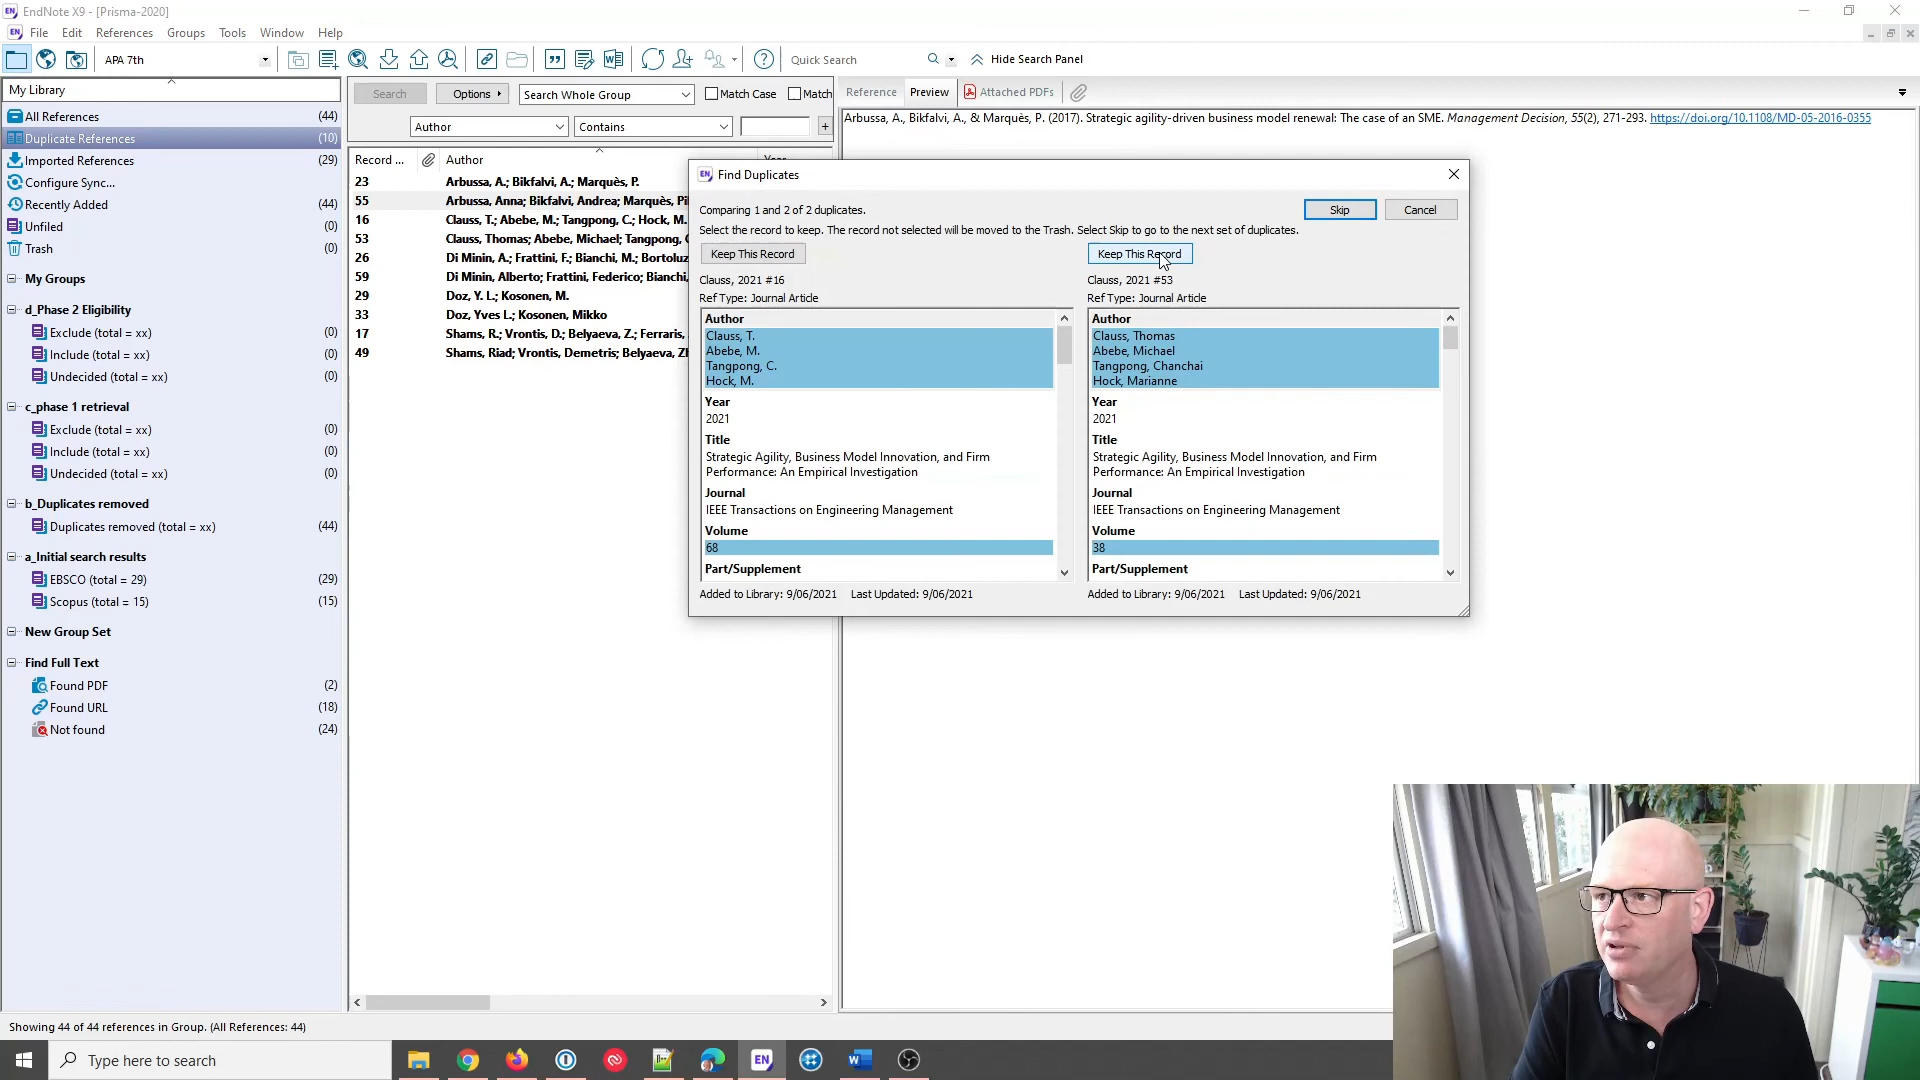 EndNote X9 - [Prisma-2020]
File Edit References Groups Tools Window Help
APA 7th
Quick Search
Hide Search Panel
My Library
All References (44)
Duplicate References (10)
Imported References (29)
Configure Sync...
Recently Added (44)
Unfiled (0)
Trash (0)
My Groups
d_Phase 2 Eligibility
Exclude (total = xx) (0)
Include (total = xx) (0)
Undecided (total = xx) (0)
c_phase 1 retrieval
Exclude (total = xx) (0)
Include (total = xx) (0)
Undecided (total = xx) (0)
b_Duplicates removed
Duplicates removed (total = xx) (44)
a_Initial search results
EBSCO (total = 29) (29)
Scopus (total = 15) (15)
New Group Set
Find Full Text
Found PDF (2)
Found URL (18)
Not found (24)
Search Options Search Whole Group Match Case Match
Author Contains +
Record ... Author
23 Arbussa, A.; Bikfalvi, A.; Marquès, P.
55 Arbussa, Anna; Bikfalvi, Andrea; Marquès, Pil
16 Clauss, T.; Abebe, M.; Tangpong, C.; Hock, M.
53 Clauss, Thomas; Abebe, Michael; Tangpong,
26 Di Minin, A.; Frattini, F.; Bianchi, M.; Bortoluz
59 Di Minin, Alberto; Frattini, Federico; Bianchi,
29 Doz, Y. L.; Kosonen, M.
33 Doz, Yves L.; Kosonen, Mikko
17 Shams, R.; Vrontis, D.; Belyaeva, Z.; Ferraris,
49 Shams, Riad; Vrontis, Demetris; Belyaeva, Zl
Reference Preview Attached PDFs
Arbussa, A., Bikfalvi, A., & Marquès, P. (2017). Strategic agility-driven business model renewal: The case of an SME. Management Decision, 55(2), 271-293. https://doi.org/10.1108/MD-05-2016-0355
Find Duplicates
Comparing 1 and 2 of 2 duplicates.
Skip Cancel
Select the record to keep. The record not selected will be moved to the Trash. Select Skip to go to the next set of duplicates.
Keep This Record
Clauss, 2021 #16
Ref Type: Journal Article
Author
Clauss, T.
Abebe, M.
Tangpong, C.
Hock, M.
Year
2021
Title
Strategic Agility, Business Model Innovation, and Firm
Performance: An Empirical Investigation
Journal
IEEE Transactions on Engineering Management
Volume
68
Part/Supplement
Added to Library: 9/06/2021 Last Updated: 9/06/2021
Keep This Record
Clauss, 2021 #53
Ref Type: Journal Article
Author
Clauss, Thomas
Abebe, Michael
Tangpong, Chanchai
Hock, Marianne
Year
2021
Title
Strategic Agility, Business Model Innovation, and Firm
Performance: An Empirical Investigation
Journal
IEEE Transactions on Engineering Management
Volume
38
Part/Supplement
Added to Library: 9/06/2021 Last Updated: 9/06/2021
Showing 44 of 44 references in Group. (All References: 44)
Type here to search